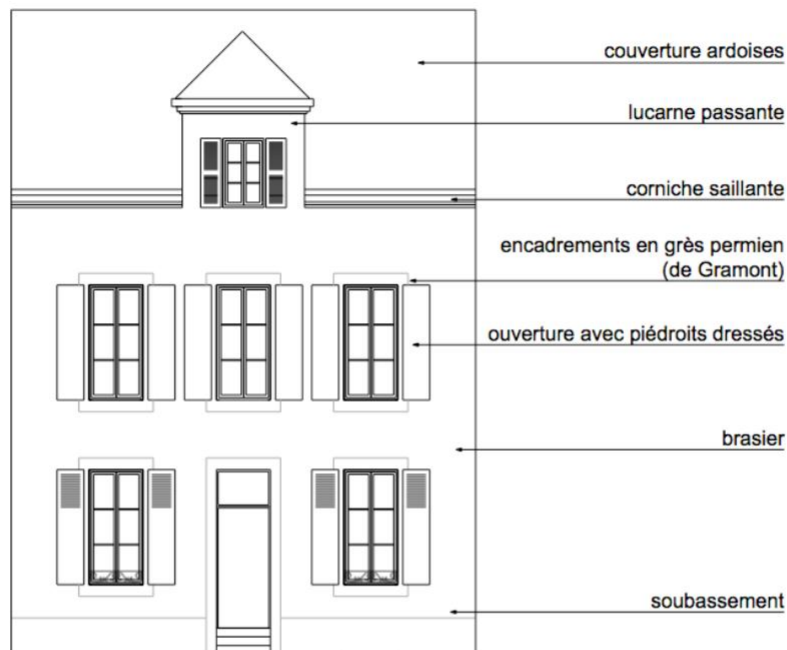 couverture ardoises
lucarne passante
corniche saillante
encadrements en grès permien
(de Gramont)
ouverture avec piédroits dressés
brasier
soubassement